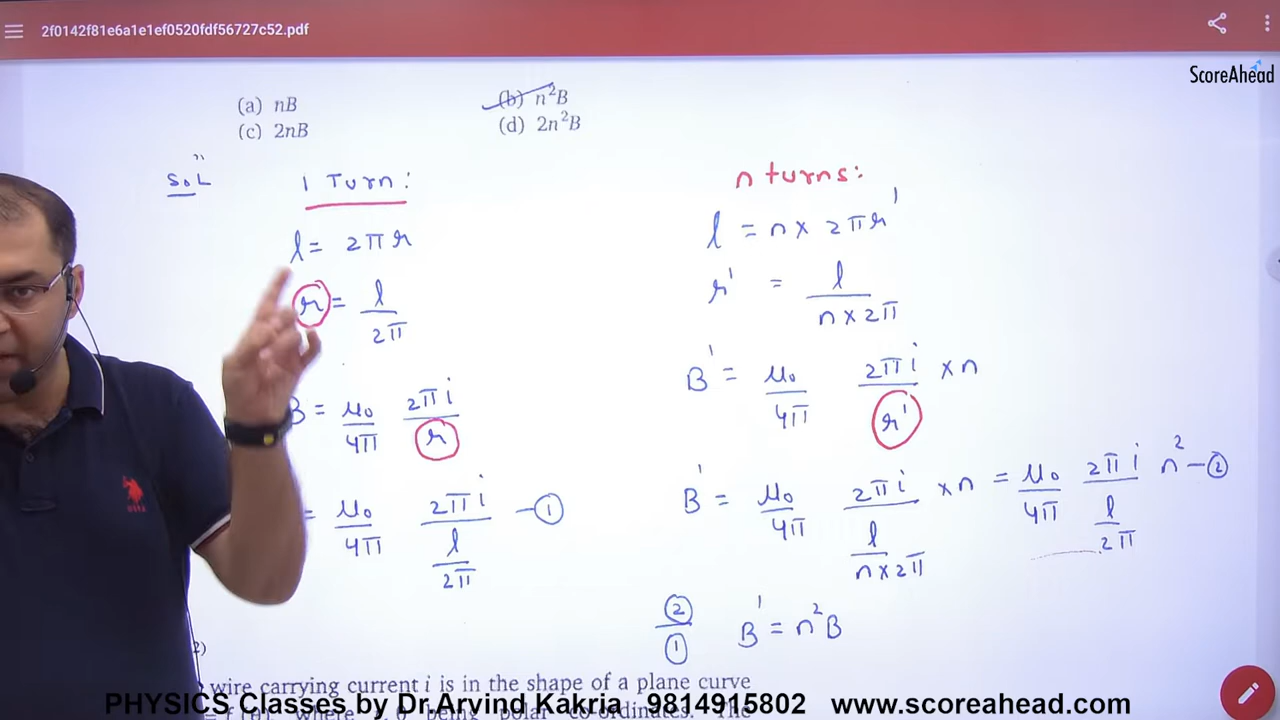 2f0142f81e6a1e1ef0520fdf56727c52.pdf
ScoreAhead
(a) nB
(b) n²B
(c) 2nB
(d) 2n²B
Sol
1 Turn:
l = 2πr
r = l/2π
B = μ₀/4π 2πi/r
= μ₀/4π 2πi/(l/2π) —①
n turns:
l = n × 2πr'
r' = l/(n × 2π)
B' = μ₀/4π 2πi/r' × n
B' = μ₀/4π 2πi/(l/(n × 2π)) × n = μ₀/4π 2πi/(l/2π) n² —②
②/① B' = n²B
2)
wire carrying current i is in the shape of a plane curve
PHYSICS Classes by Dr.Arvind Kakria 9814915802 www.scoreahead.com